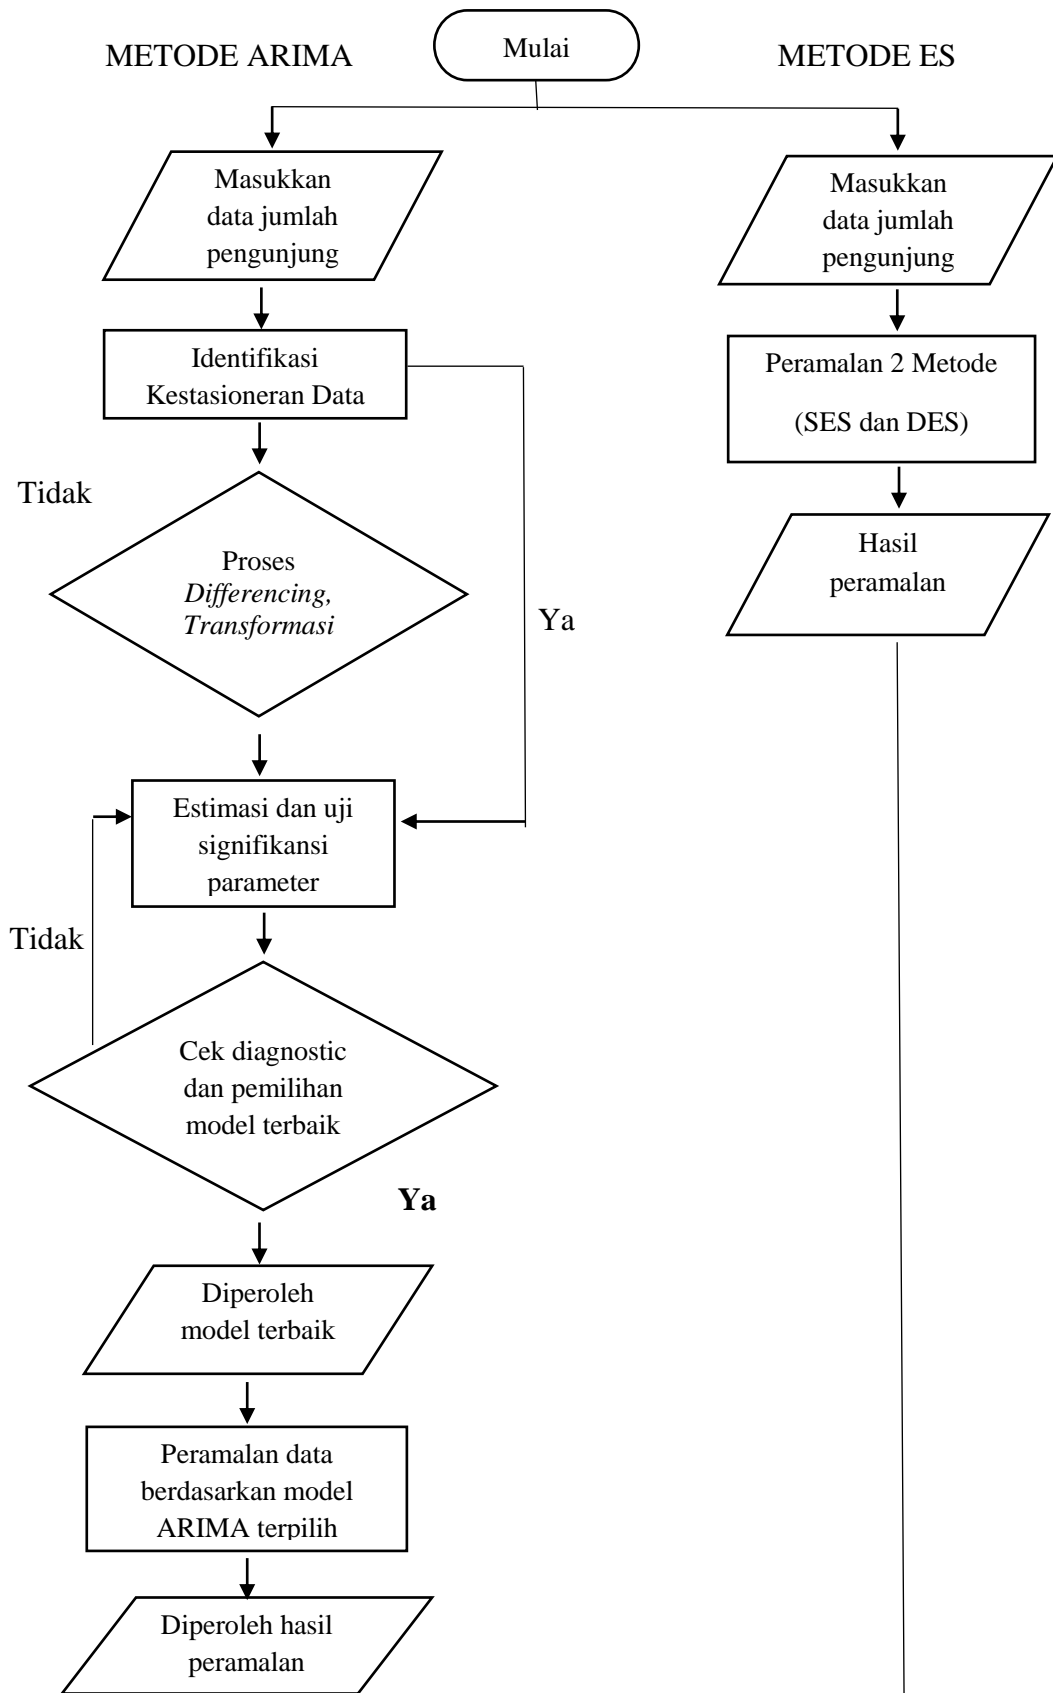 Mulai
METODE ARIMA
METODE ES
Masukkan
data jumlah
pengunjung
Masukkan
data jumlah
pengunjung
Identifikasi
Kestasioneran Data
Peramalan 2 Metode
(SES dan DES)
Tidak
Proses
Differencing,
Transformasi
Ya
Hasil
peramalan
Estimasi dan uji
signifikansi
parameter
Tidak
Cek diagnostic
dan pemilihan
model terbaik
Ya
Diperoleh
model terbaik
Peramalan data
berdasarkan model
ARIMA terpilih
Diperoleh hasil
peramalan